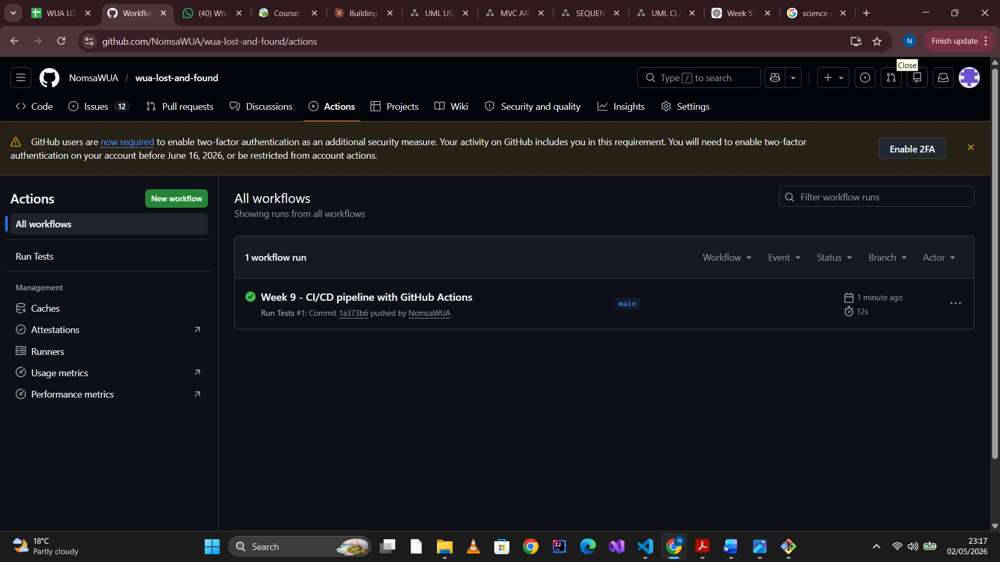 WUA LO
Workflo
(40) Wha
Course:
Building
UML US
MVC AR
SEQUEN
UML CLA
Week 5
science
github.com/NomsaWUA/wua-lost-and-found/actions
N
Finish update
Close
NomsaWUA / wua-lost-and-found
Type / to search
Code
Issues 12
Pull requests
Discussions
Actions
Projects
Wiki
Security and quality
Insights
Settings
GitHub users are now required to enable two-factor authentication as an additional security measure. Your activity on GitHub includes you in this requirement. You will need to enable two-factor
authentication on your account before June 16, 2026, or be restricted from account actions.
Enable 2FA
Actions
New workflow
All workflows
Run Tests
Management
Caches
Attestations
Runners
Usage metrics
Performance metrics
All workflows
Showing runs from all workflows
Filter workflow runs
1 workflow run
Workflow
Event
Status
Branch
Actor
Week 9 - CI/CD pipeline with GitHub Actions
Run Tests #1: Commit 1a373b6 pushed by NomsaWUA
main
1 minute ago
12s
18°C
Partly cloudy
Search
23:17
02/05/2026